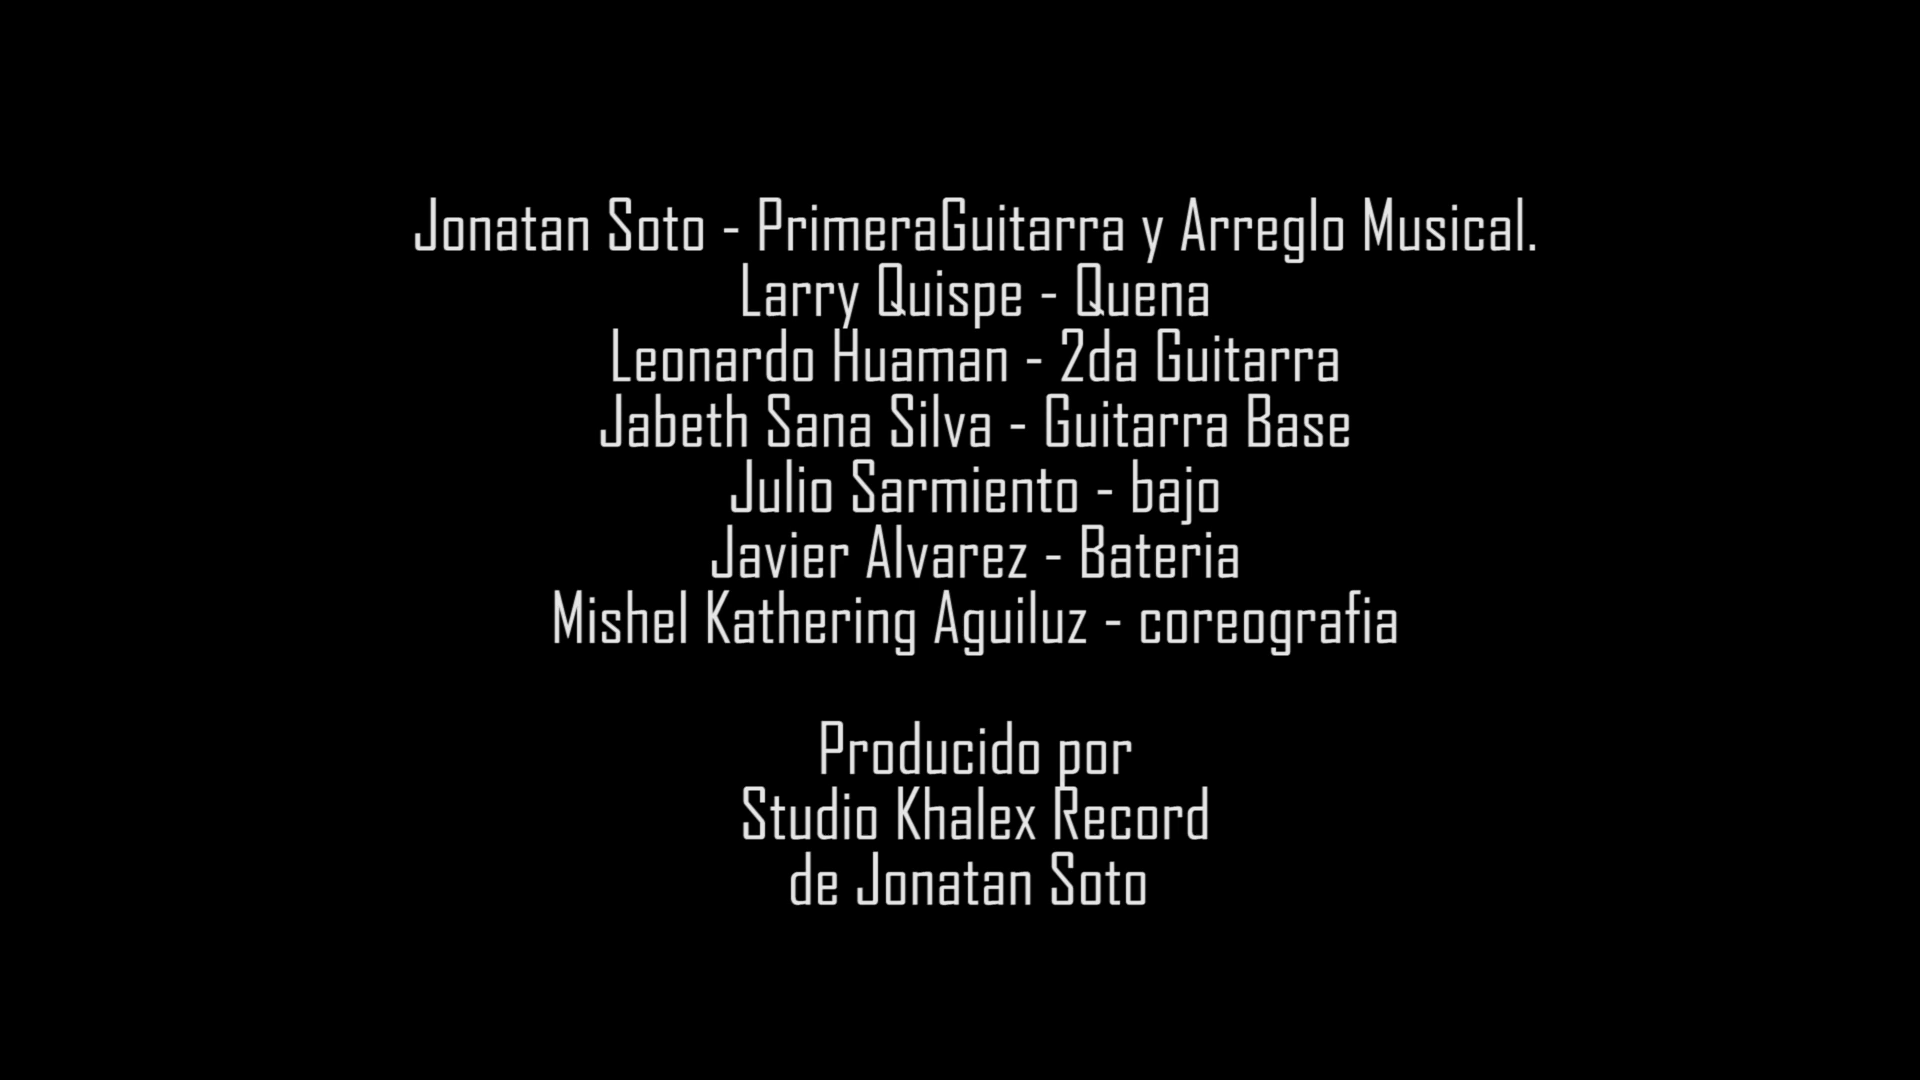 Jonatan Soto - PrimeraGuitarra y Arreglo Musical.
Larry Quispe - Quena
Leonardo Huaman - 2da Guitarra
Jabeth Sana Silva - Guitarra Base
Julio Sarmiento - bajo
Javier Alvarez - Bateria
Mishel Kathering Aguiluz - coreografia
Producido por
Studio Khalex Record
de Jonatan Soto